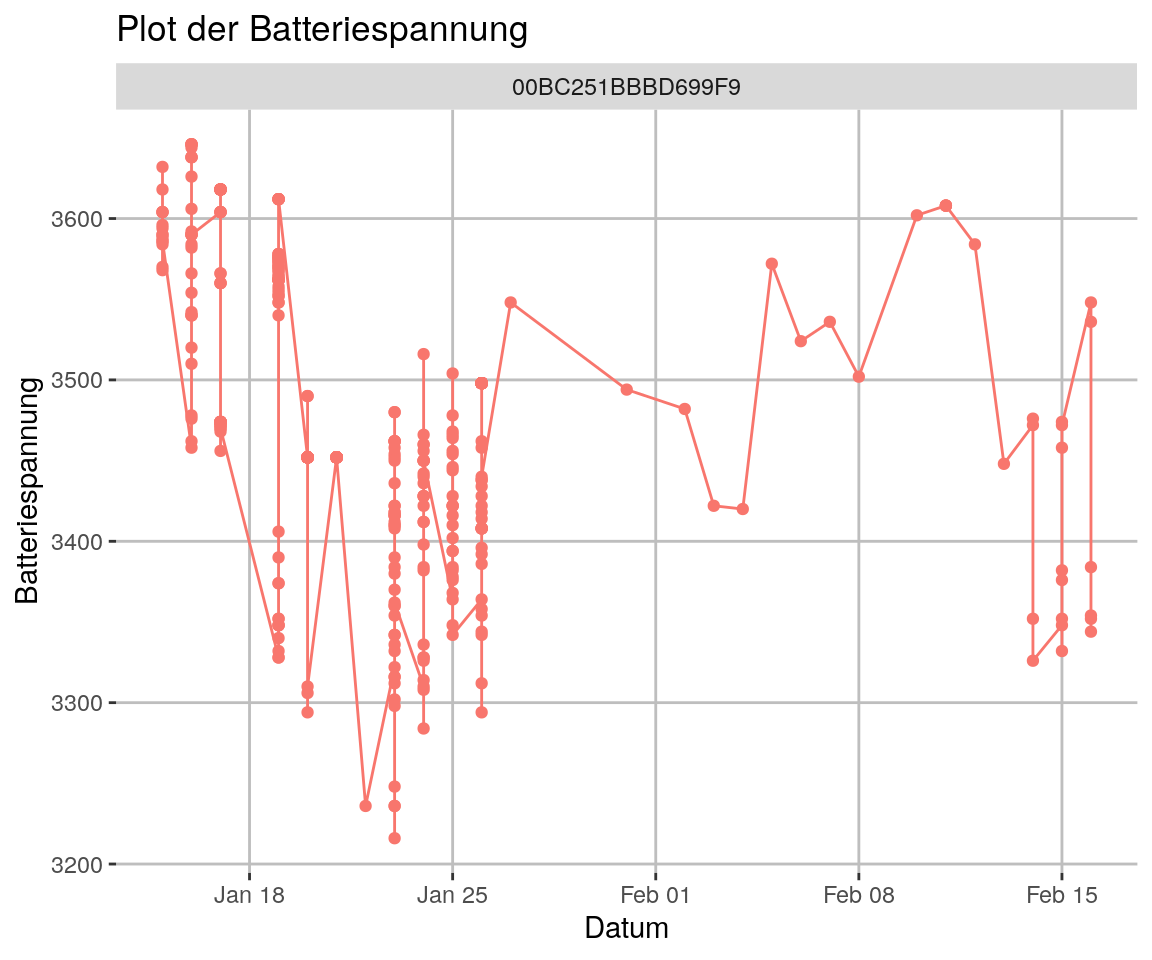 Plot der Batteriespannung
00BC251BBBD699F9
Batteriespannung
3600
3500
3400
3300
3200
Jan 18 Jan 25 Feb 01 Feb 08 Feb 15
Datum